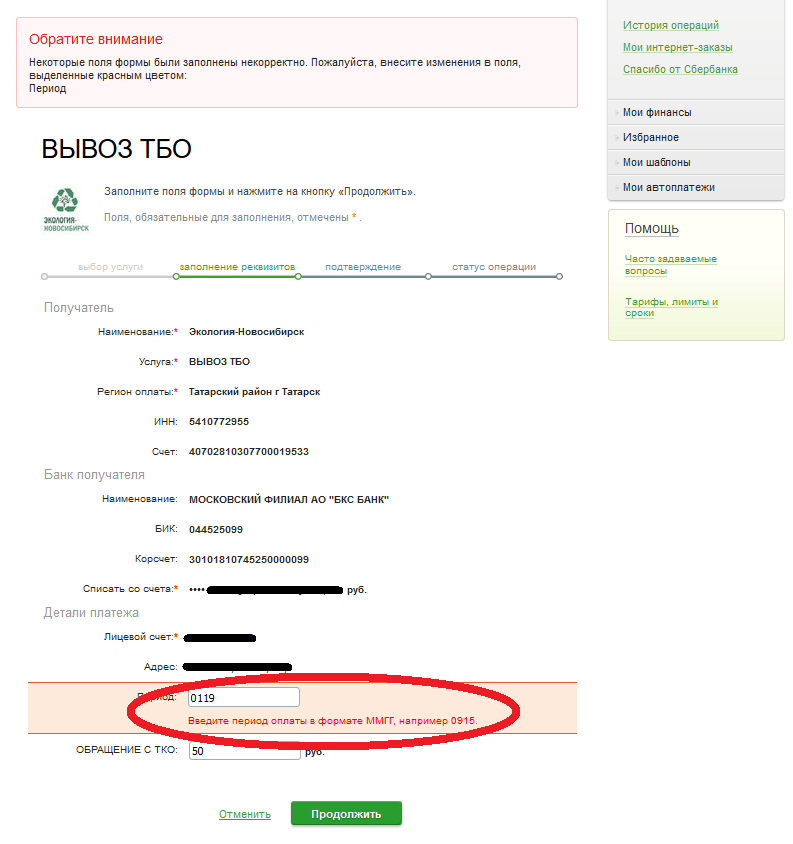 Обратите внимание
Некоторые поля формы были заполнены некорректно. Пожалуйста, внесите изменения в поля,
выделенные красным цветом:
Период
ВЫВОЗ ТБО
ЭКОЛОГИЯ-
НОВОСИБИРСК
Заполните поля формы и нажмите на кнопку «Продолжить».
Поля, обязательные для заполнения, отмечены * .
выбор услуги заполнение реквизитов подтверждение статус операции
Получатель
Наименование:* Экология-Новосибирск
Услуга:* ВЫВОЗ ТБО
Регион оплаты:* Татарский район г Татарск
ИНН: 5410772955
Счет: 40702810307700019533
Банк получателя
Наименование: МОСКОВСКИЙ ФИЛИАЛ АО "БКС БАНК"
БИК: 044525099
Корсчет: 30101810745250000099
Списать со счета:* •••• руб.
Детали платежа
Лицевой счет:*
Адрес:
Период: 0119
Введите период оплаты в формате ММГГ, например 0915.
ОБРАЩЕНИЕ С ТКО: 50 руб.
Отменить Продолжить
История операций
Мои интернет-заказы
Спасибо от Сбербанка
Мои финансы
Избранное
Мои шаблоны
Мои автоплатежи
Помощь
Часто задаваемые
вопросы
Тарифы, лимиты и
сроки